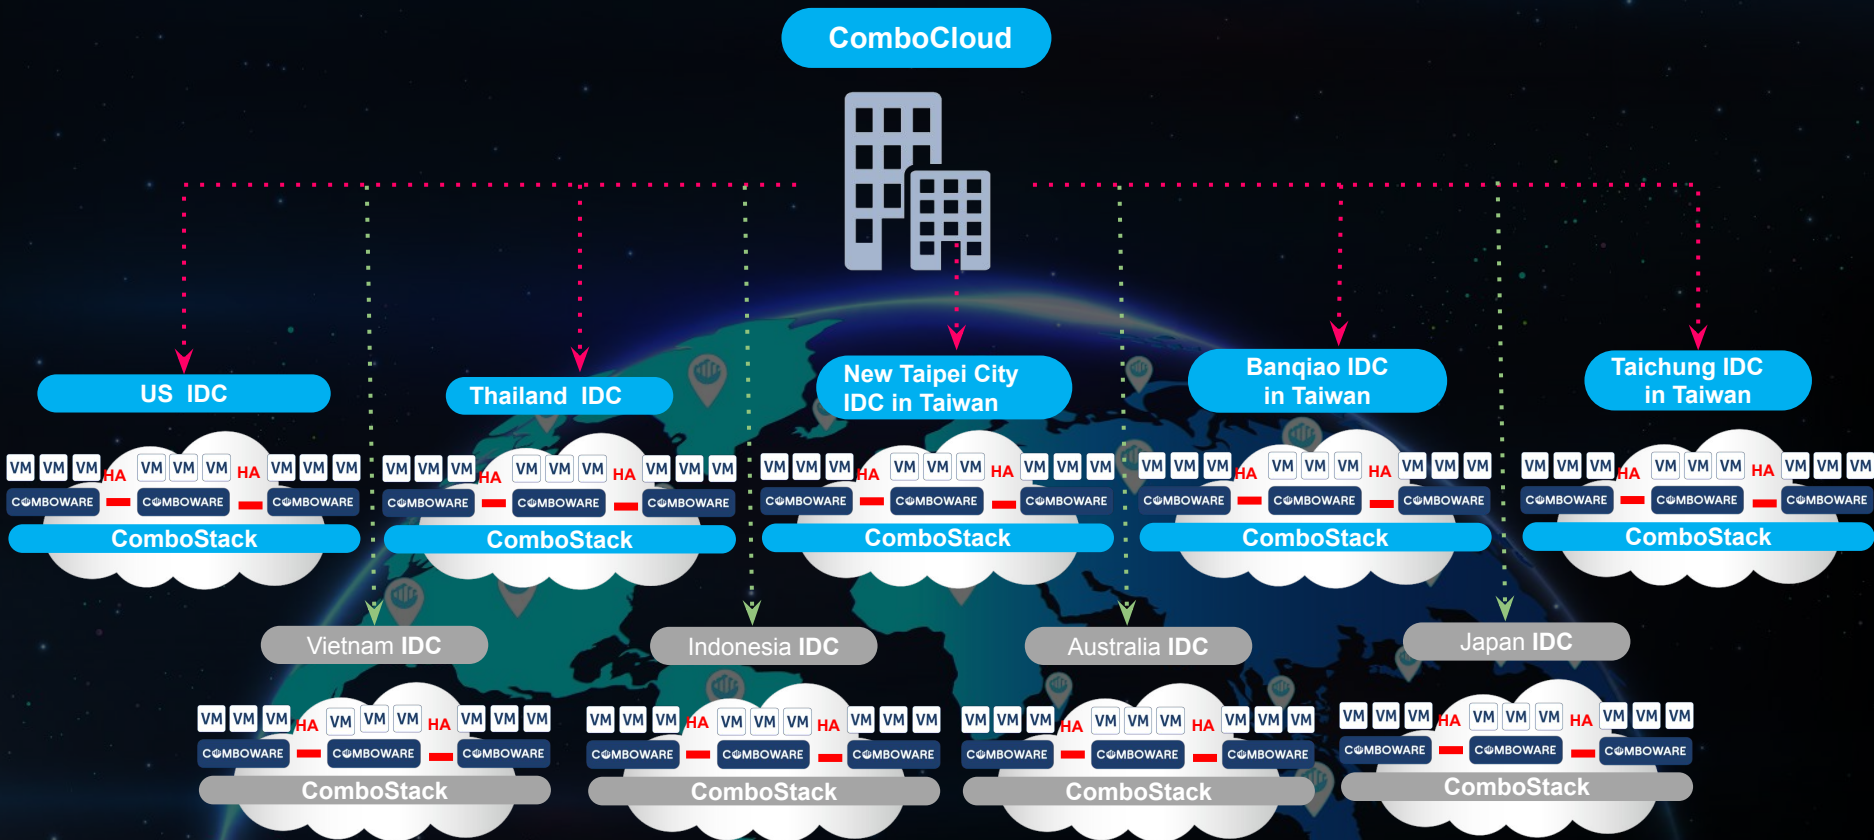 ComboCloud
US IDC
Thailand IDC
New Taipei City
IDC in Taiwan
Banqiao IDC
in Taiwan
Taichung IDC
in Taiwan
VM VM VM HA VM VM VM HA VM VM VM
COMBOWARE COMBOWARE COMBOWARE
ComboStack
VM VM VM HA VM VM VM HA VM VM VM
COMBOWARE COMBOWARE COMBOWARE
ComboStack
VM VM VM HA VM VM VM HA VM VM VM
COMBOWARE COMBOWARE COMBOWARE
ComboStack
VM VM VM HA VM VM VM HA VM VM VM
COMBOWARE COMBOWARE COMBOWARE
ComboStack
VM VM VM HA VM VM VM HA VM VM VM
COMBOWARE COMBOWARE COMBOWARE
ComboStack
Vietnam IDC
Indonesia IDC
Australia IDC
Japan IDC
VM VM VM HA VM VM VM HA VM VM VM
COMBOWARE COMBOWARE COMBOWARE
ComboStack
VM VM VM HA VM VM VM HA VM VM VM
COMBOWARE COMBOWARE COMBOWARE
ComboStack
VM VM VM HA VM VM VM HA VM VM VM
COMBOWARE COMBOWARE COMBOWARE
ComboStack
VM VM VM HA VM VM VM HA VM VM VM
COMBOWARE COMBOWARE COMBOWARE
ComboStack